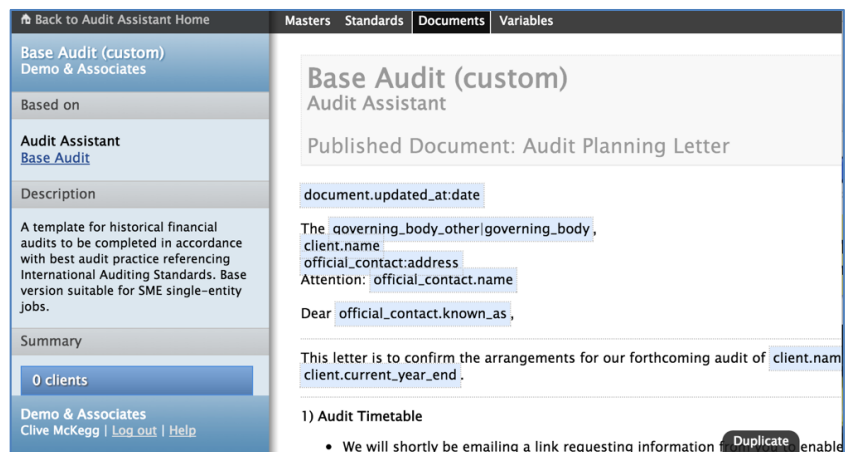 Back to Audit Assistant Home
Masters Standards Documents Variables
Base Audit (custom)
Demo & Associates
Based on
Audit Assistant
Base Audit
Description
A template for historical financial
audits to be completed in accordance
with best audit practice referencing
International Auditing Standards. Base
version suitable for SME single-entity
jobs.
Summary
0 clients
Demo & Associates
Clive McKegg | Log out | Help
Base Audit (custom)
Audit Assistant
Published Document: Audit Planning Letter
document.updated_at:date
The governing_body_other|governing_body,
client.name
official_contact:address
Attention: official_contact.name
Dear official_contact.known_as,
This letter is to confirm the arrangements for our forthcoming audit of client.nam
client.current_year_end.
1) Audit Timetable
• We will shortly be emailing a link requesting information to enable
Duplicate